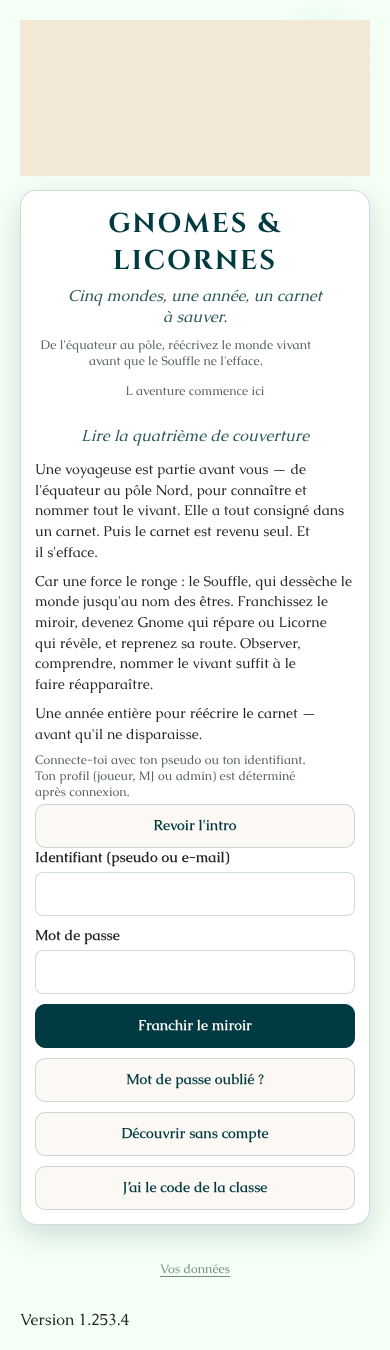 GNOMES &
LICORNES
Cinq mondes, une année, un carnet
à sauver.
De l'équateur au pôle, réécrivez le monde vivant
avant que le Souffle ne l'efface.
L aventure commence ici
Lire la quatrième de couverture
Une voyageuse est partie avant vous — de
l'équateur au pôle Nord, pour connaître et
nommer tout le vivant. Elle a tout consigné dans
un carnet. Puis le carnet est revenu seul. Et
il s'efface.
Car une force le ronge : le Souffle, qui dessèche le
monde jusqu'au nom des êtres. Franchissez le
miroir, devenez Gnome qui répare ou Licorne
qui révèle, et reprenez sa route. Observer,
comprendre, nommer le vivant suffit à le
faire réapparaître.
Une année entière pour réécrire le carnet —
avant qu'il ne disparaisse.
Connecte-toi avec ton pseudo ou ton identifiant.
Ton profil (joueur, MJ ou admin) est déterminé
après connexion.
Revoir l'intro
Identifiant (pseudo ou e-mail)
Mot de passe
Franchir le miroir
Mot de passe oublié ?
Découvrir sans compte
J'ai le code de la classe
Vos données
Version 1.253.4